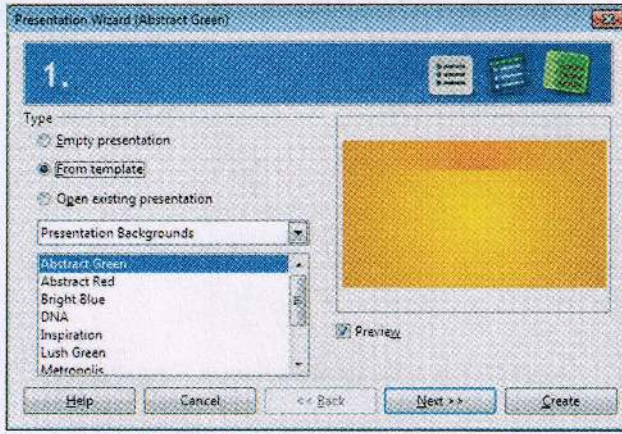 Presentation Wizard (Abstract Green)
1.
Type
Empty presentation
From template
Open existing presentation
Presentation Backgrounds
Abstract Green
Abstract Red
Bright Blue
DNA
Inspiration
Lush Green
Metropolis
Preview
Help Cancel << Back Next >> Create